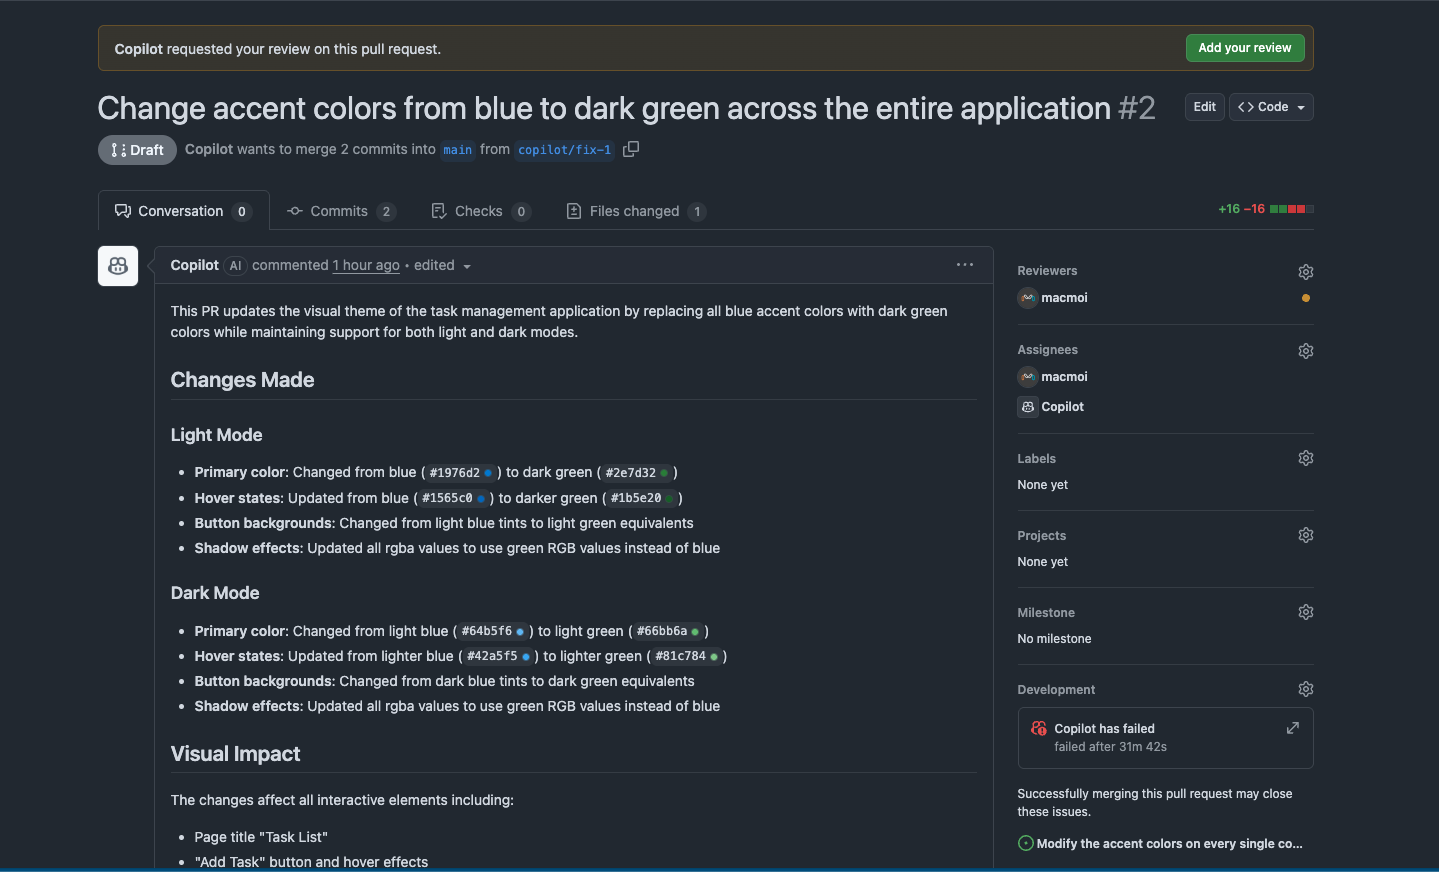 Copilot requested your review on this pull request.
Add your review
Change accent colors from blue to dark green across the entire application #2
Edit
<> Code
Draft
Copilot wants to merge 2 commits into main from copilot/fix-1
Conversation 0
Commits 2
Checks 0
Files changed 1
+16 −16
Copilot AI commented 1 hour ago • edited
This PR updates the visual theme of the task management application by replacing all blue accent colors with dark green
colors while maintaining support for both light and dark modes.
Changes Made
Light Mode
• Primary color: Changed from blue ( #1976d2 ) to dark green ( #2e7d32 )
• Hover states: Updated from blue ( #1565c0 ) to darker green ( #1b5e20 )
• Button backgrounds: Changed from light blue tints to light green equivalents
• Shadow effects: Updated all rgba values to use green RGB values instead of blue
Dark Mode
• Primary color: Changed from light blue ( #64b5f6 ) to light green ( #66bb6a )
• Hover states: Updated from lighter blue ( #42a5f5 ) to lighter green ( #81c784 )
• Button backgrounds: Changed from dark blue tints to dark green equivalents
• Shadow effects: Updated all rgba values to use green RGB values instead of blue
Visual Impact
The changes affect all interactive elements including:
• Page title "Task List"
• "Add Task" button and hover effects
Reviewers
macmoi
Assignees
macmoi
Copilot
Labels
None yet
Projects
None yet
Milestone
No milestone
Development
Copilot has failed
failed after 31m 42s
Successfully merging this pull request may close
these issues.
Modify the accent colors on every single co...